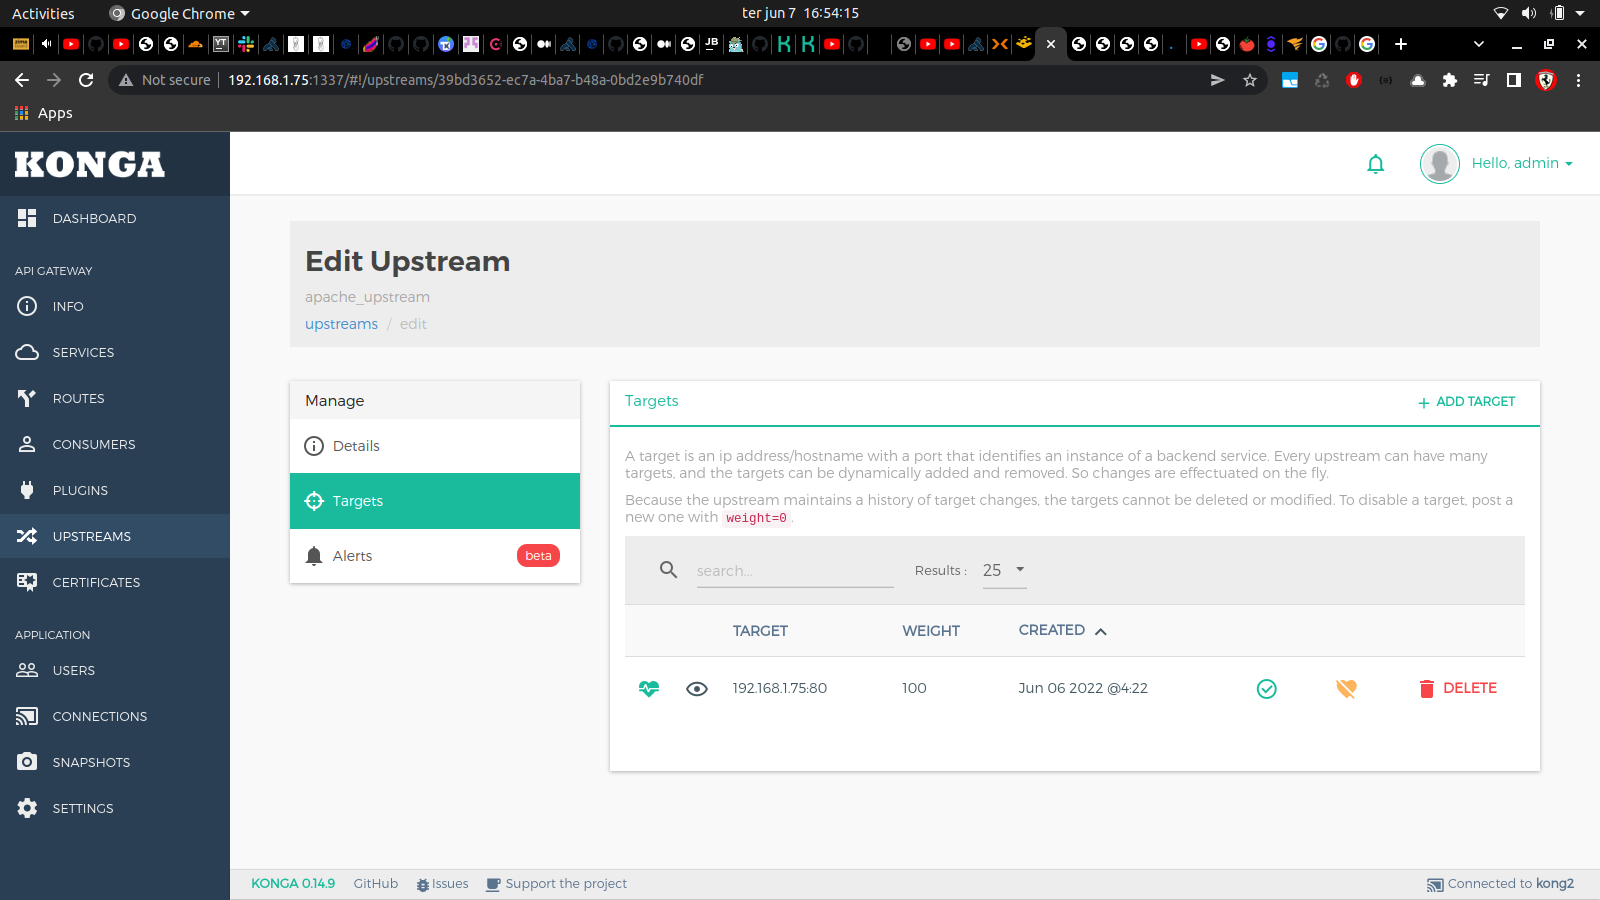 Activities
Google Chrome
ter jun 7 16:54:15
YT
JB
Not secure
192.168.1.75:1337/#!/upstreams/39bd3652-ec7a-4ba7-b48a-0bd2e9b740df
Apps
KONGA
Hello, admin
DASHBOARD
API GATEWAY
INFO
SERVICES
ROUTES
CONSUMERS
PLUGINS
UPSTREAMS
CERTIFICATES
APPLICATION
USERS
CONNECTIONS
SNAPSHOTS
SETTINGS
Edit Upstream
apache_upstream
upstreams / edit
Manage
Details
Targets
Alerts
beta
Targets
+ ADD TARGET
A target is an ip address/hostname with a port that identifies an instance of a backend service. Every upstream can have many
targets, and the targets can be dynamically added and removed. So changes are effectuated on the fly.
Because the upstream maintains a history of target changes, the targets cannot be deleted or modified. To disable a target, post a
new one with weight=0.
search...
Results :
25
TARGET
WEIGHT
CREATED
192.168.1.75:80
100
Jun 06 2022 @4:22
DELETE
KONGA 0.14.9
GitHub
Issues
Support the project
Connected to kong2